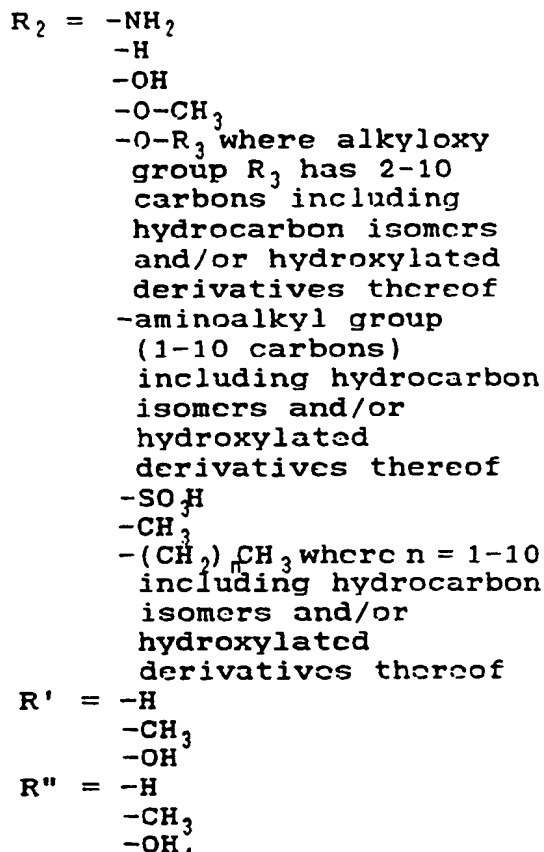 R₂ = -NH₂
-H
-OH
-O-CH₃
-O-R₃ where alkyloxy
group R₃ has 2-10
carbons including
hydrocarbon isomers
and/or hydroxylated
derivatives thereof
-aminoalkyl group
(1-10 carbons)
including hydrocarbon
isomers and/or
hydroxylated
derivatives thereof
-SO₃H
-CH₃
-(CH₂)ₙCH₃ where n = 1-10
including hydrocarbon
isomers and/or
hydroxylated
derivatives thereof
R' = -H
-CH₃
-OH
R" = -H
-CH₃
-OH.